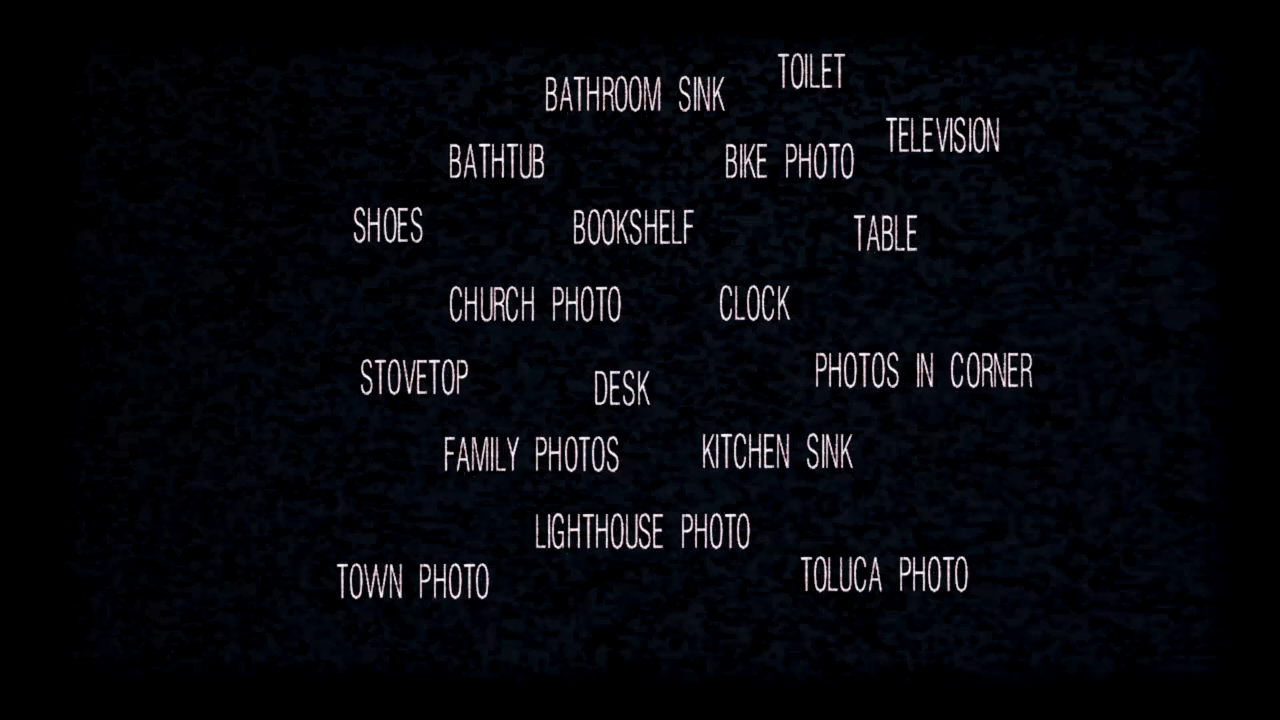 TOILET
BATHROOM SINK
TELEVISION
BATHTUB
BIKE PHOTO
SHOES
BOOKSHELF
TABLE
CHURCH PHOTO
CLOCK
STOVETOP
DESK
PHOTOS IN CORNER
FAMILY PHOTOS
KITCHEN SINK
LIGHTHOUSE PHOTO
TOWN PHOTO
TOLUCA PHOTO